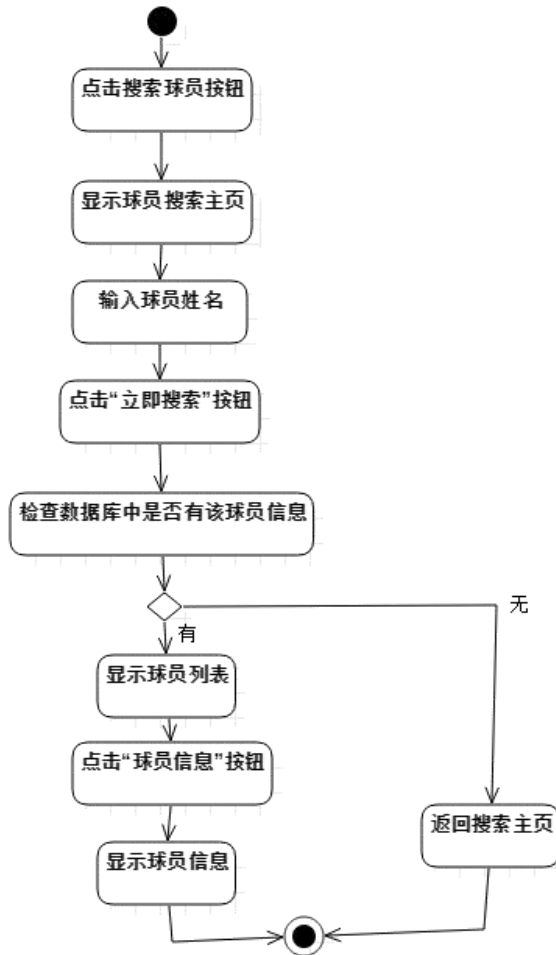 点击搜索球员按钮
显示球员搜索主页
输入球员姓名
点击“立即搜索”按钮
检查数据库中是否有该球员信息
无
有
显示球员列表
点击“球员信息”按钮
返回搜索主页
显示球员信息